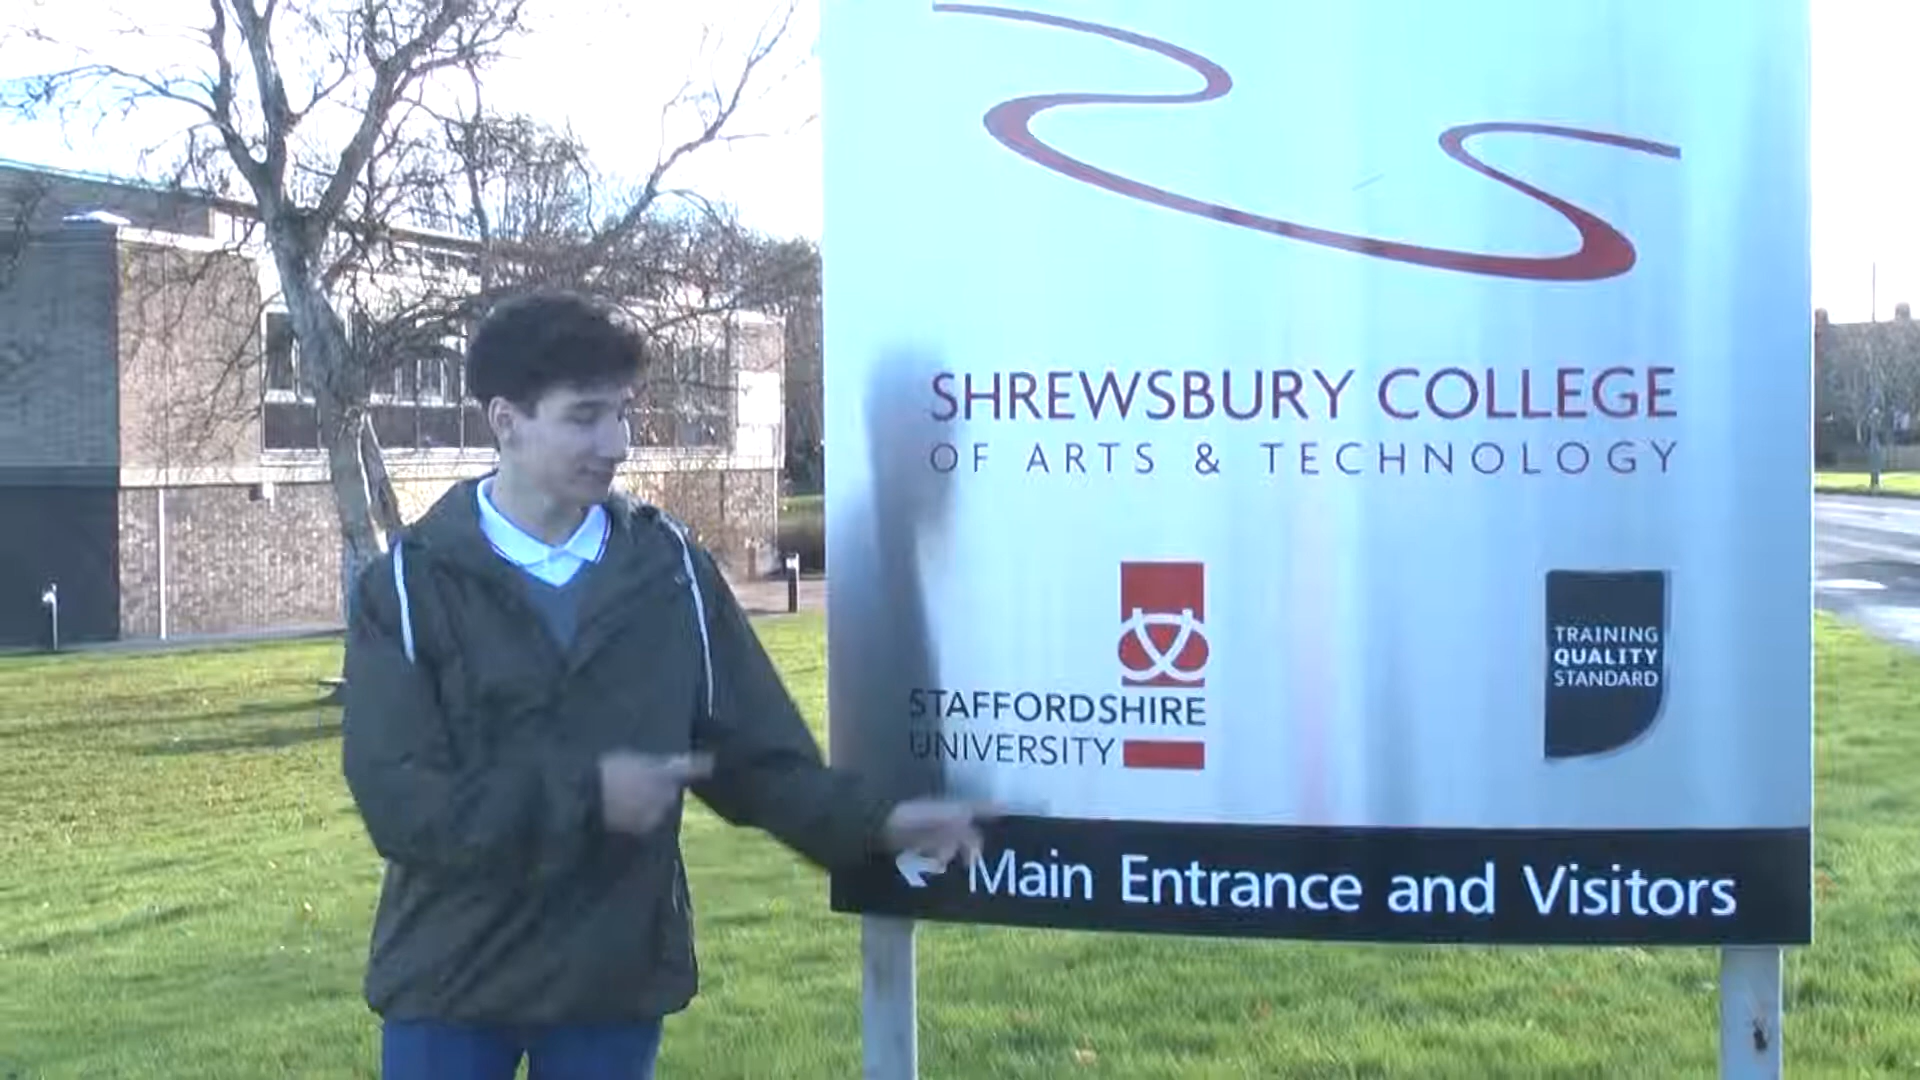 SHREWSBURY COLLEGE
OF ARTS & TECHNOLOGY
STAFFORDSHIRE
UNIVERSITY
TRAINING
QUALITY
STANDARD
Main Entrance and Visitors